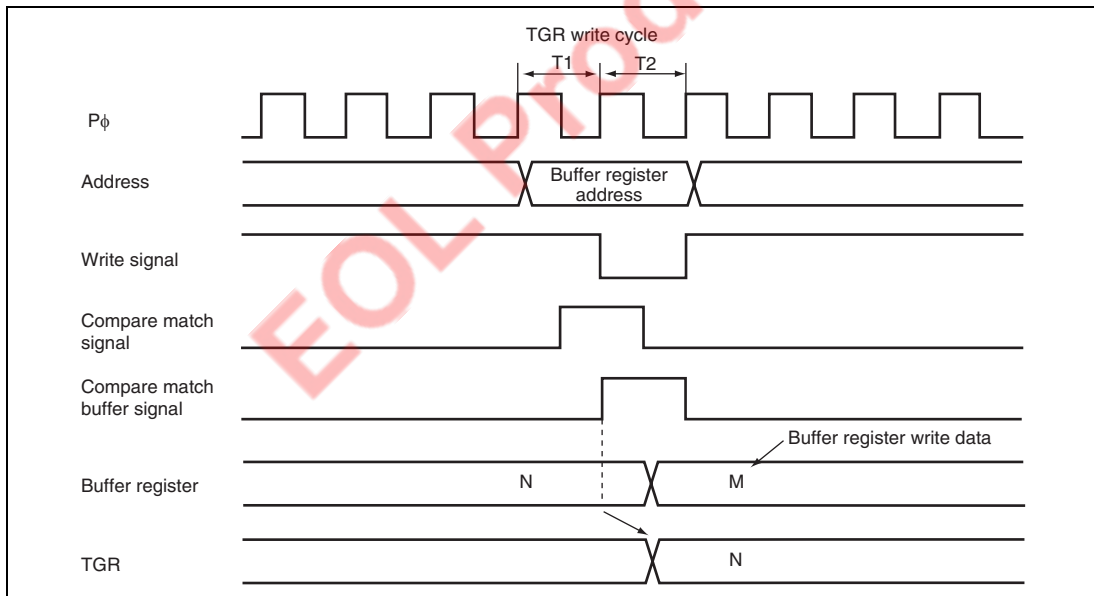 TGR write cycle
T1 T2
Pϕ
Address
Buffer register
address
Write signal
Compare match
signal
Compare match
buffer signal
Buffer register write data
Buffer register
N M
TGR
N
EOL Prod